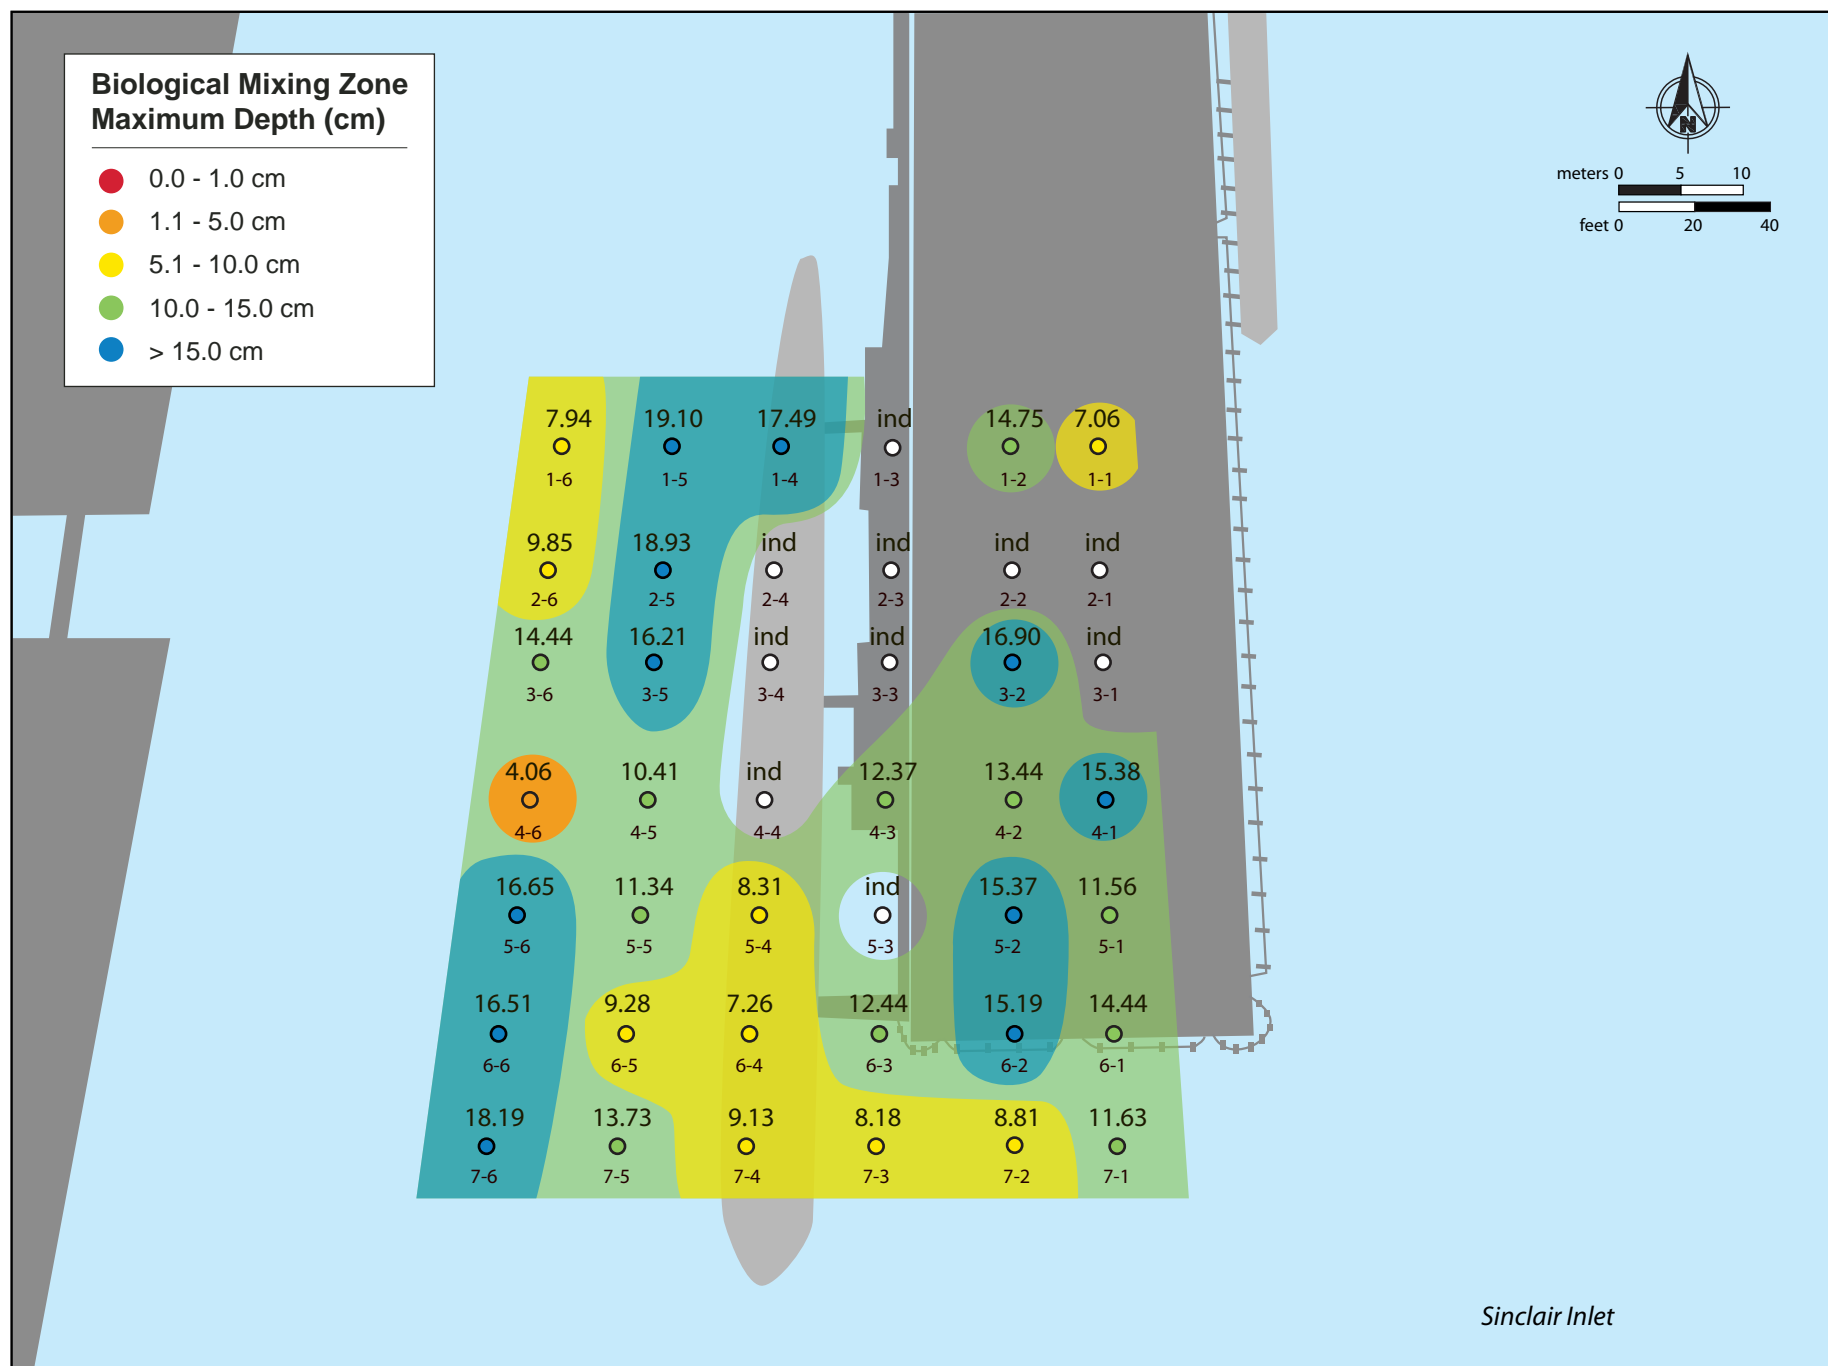 Biological Mixing Zone
Maximum Depth (cm)
0.0 - 1.0 cm
1.1 - 5.0 cm
5.1 - 10.0 cm
10.0 - 15.0 cm
> 15.0 cm
N
meters 0 5 10
feet 0 20 40
7.94 19.10 17.49 ind 14.75 7.06
1-6 1-5 1-4 1-3 1-2 1-1
9.85 18.93 ind ind ind ind
2-6 2-5 2-4 2-3 2-2 2-1
14.44 16.21 ind ind 16.90 ind
3-6 3-5 3-4 3-3 3-2 3-1
4.06 10.41 ind 12.37 13.44 15.38
4-6 4-5 4-4 4-3 4-2 4-1
16.65 11.34 8.31 ind 15.37 11.56
5-6 5-5 5-4 5-3 5-2 5-1
16.51 9.28 7.26 12.44 15.19 14.44
6-6 6-5 6-4 6-3 6-2 6-1
18.19 13.73 9.13 8.18 8.81 11.63
7-6 7-5 7-4 7-3 7-2 7-1
Sinclair Inlet